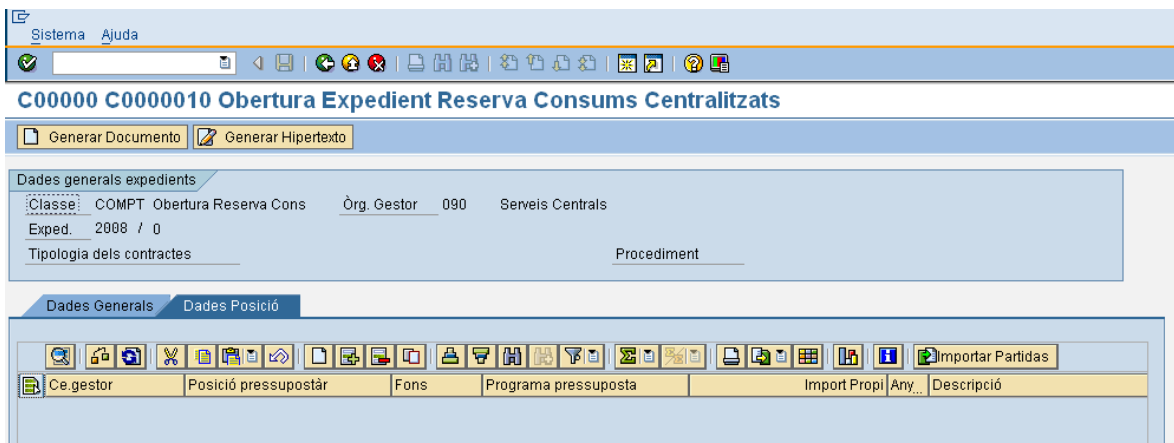 Sistema Ajuda
C00000 C0000010 Obertura Expedient Reserva Consums Centralitzats
Generar Documento Generar Hipertexto
Dades generals expedients
Classe COMPT Obertura Reserva Cons Òrg. Gestor 090 Serveis Centrals
Exped. 2008 / 0
Tipologia dels contractes Procediment
Dades Generals Dades Posició
Importar Partidas
Ce.gestor Posició pressupostàr Fons Programa pressuposta Import Propi Any... Descripció